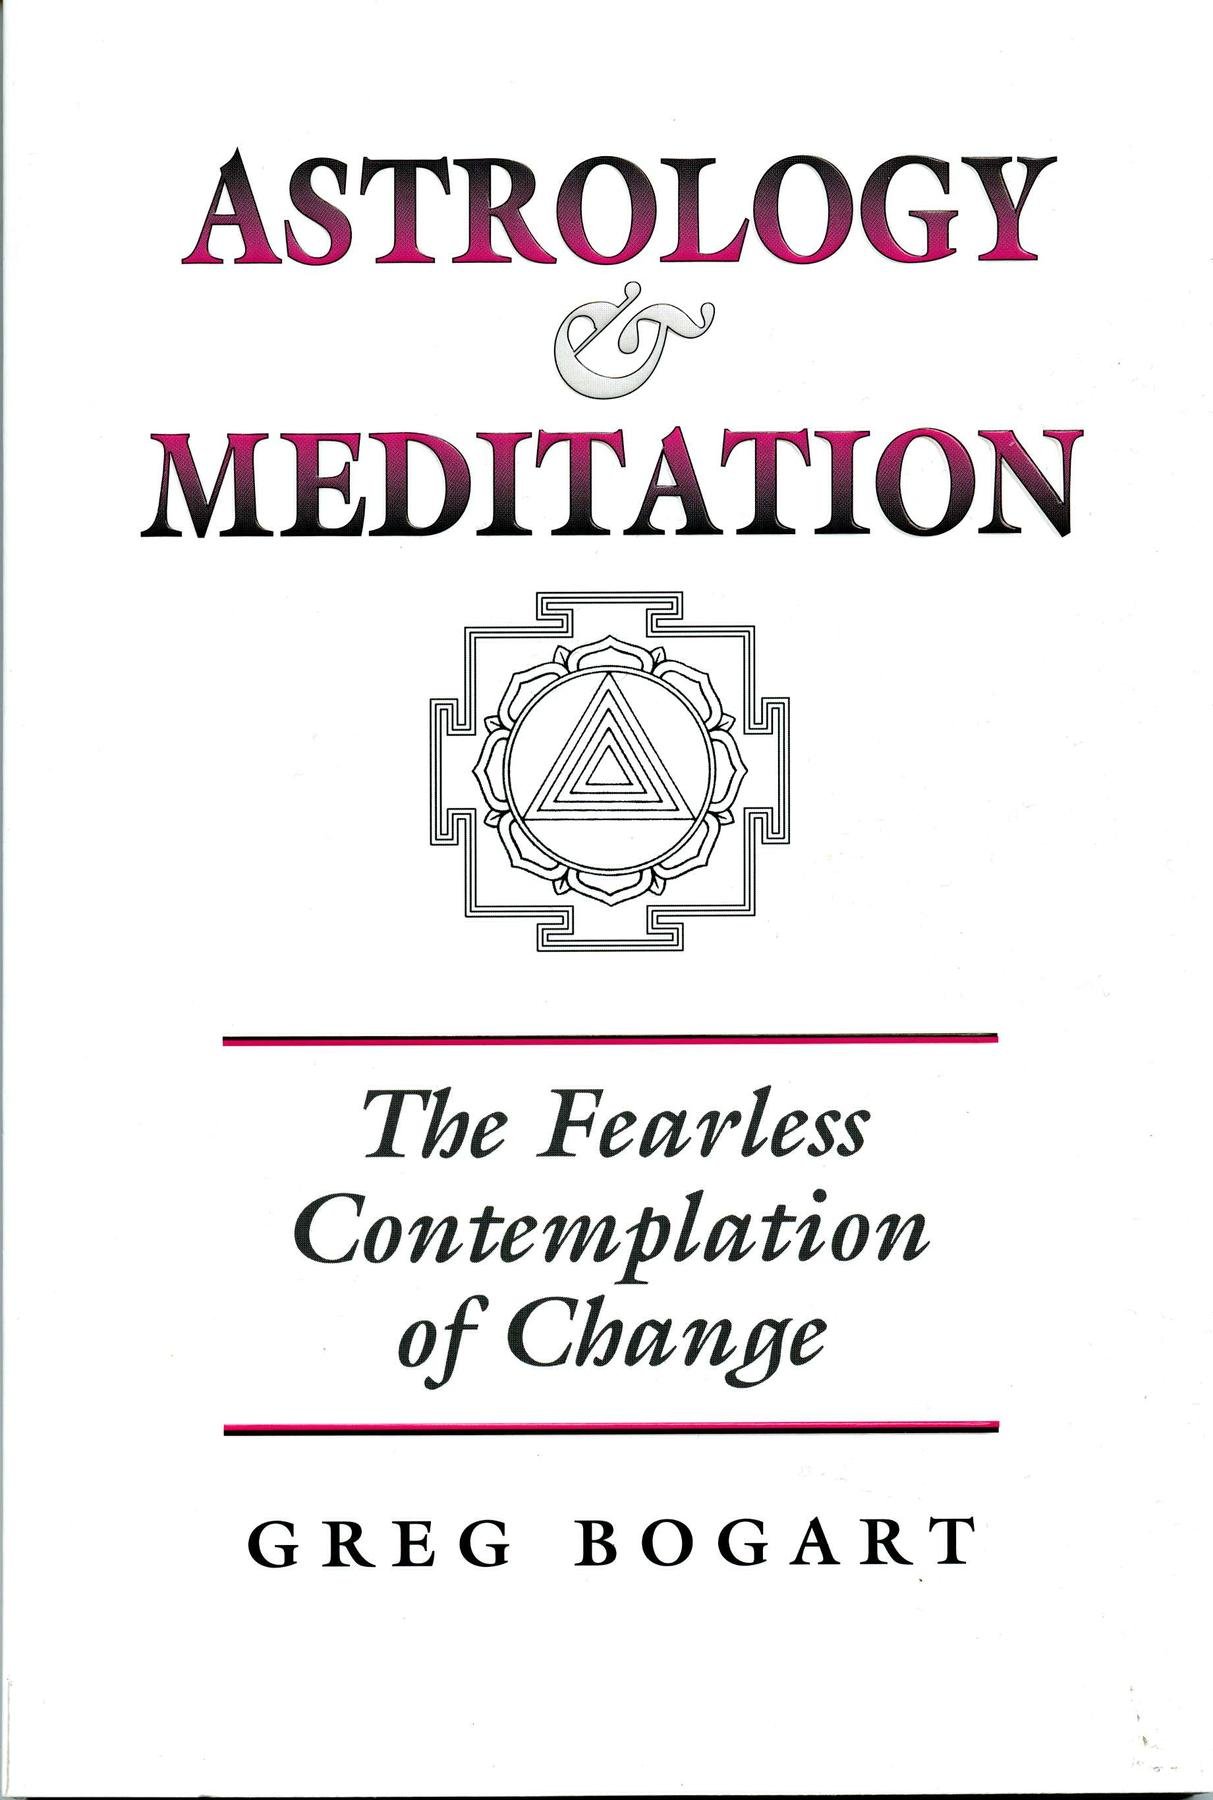 ASTROLOGY
&
MEDITATION
The Fearless
Contemplation
of Change
GREG BOGART